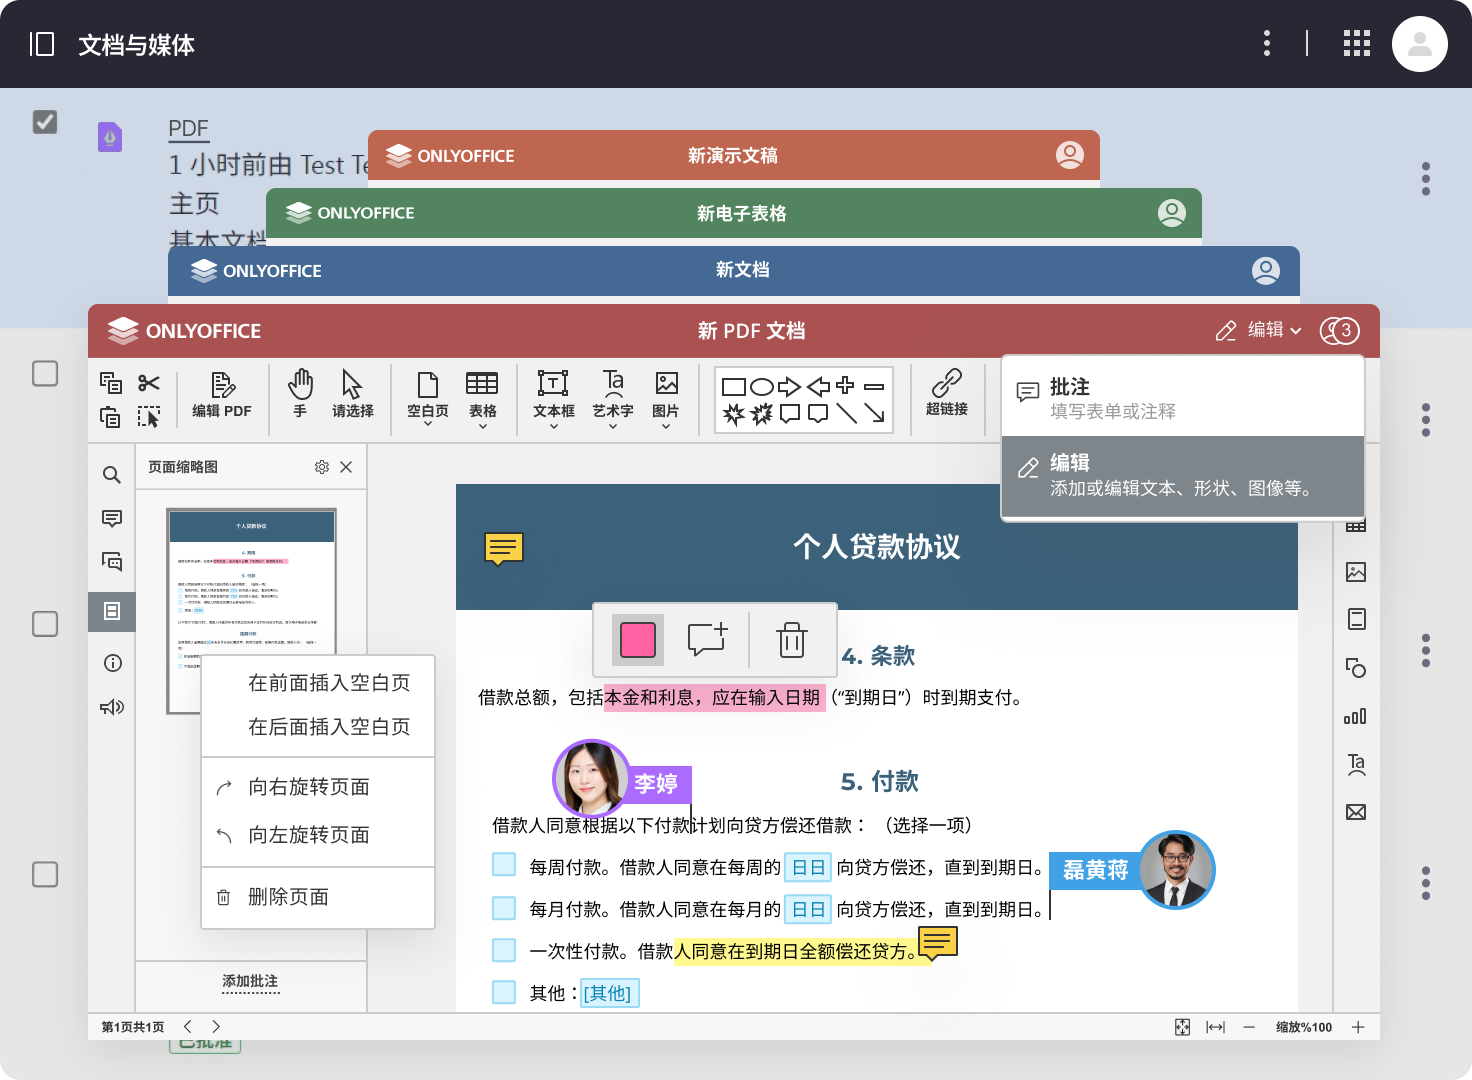 文档与媒体
PDF
1 小时前由 Test Te
主页
基本文档
ONLYOFFICE 新演示文稿
ONLYOFFICE 新电子表格
ONLYOFFICE 新文档
ONLYOFFICE 新 PDF 文档 编辑 3
编辑 PDF 手 请选择 空白页 表格 文本框 艺术字 图片 超链接
批注
填写表单或注释
编辑
添加或编辑文本、形状、图像等。
页面缩略图
个人贷款协议
4. 期限
5. 付款
在前面插入空白页
在后面插入空白页
向右旋转页面
向左旋转页面
删除页面
添加批注
个人贷款协议
4. 条款
借款总额，包括本金和利息，应在输入日期（“到期日”）时到期支付。
李婷
5. 付款
借款人同意根据以下付款计划向贷方偿还借款： （选择一项）
每周付款。借款人同意在每周的 日日 向贷方偿还，直到到期日。
磊黄蒋
每月付款。借款人同意在每月的 日日 向贷方偿还，直到到期日。
一次性付款。借款人同意在到期日全额偿还贷方。
其他：[其他]
第1页共1页 缩放%100
已批准